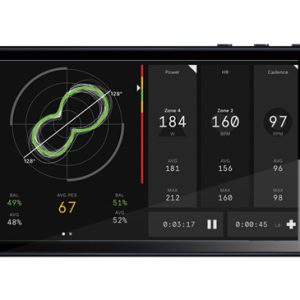 Power
HR
Cadence
128°
128°
Zone 4
184
W
Zone 2
160
BPM
97
RPM
AVG
181
AVG
156
AVG
96
MAX
212
MAX
160
MAX
98
BAL
49%
AVG
48%
AVG POS.
67
BAL
51%
AVG
52%
0:03:17
0:00:45